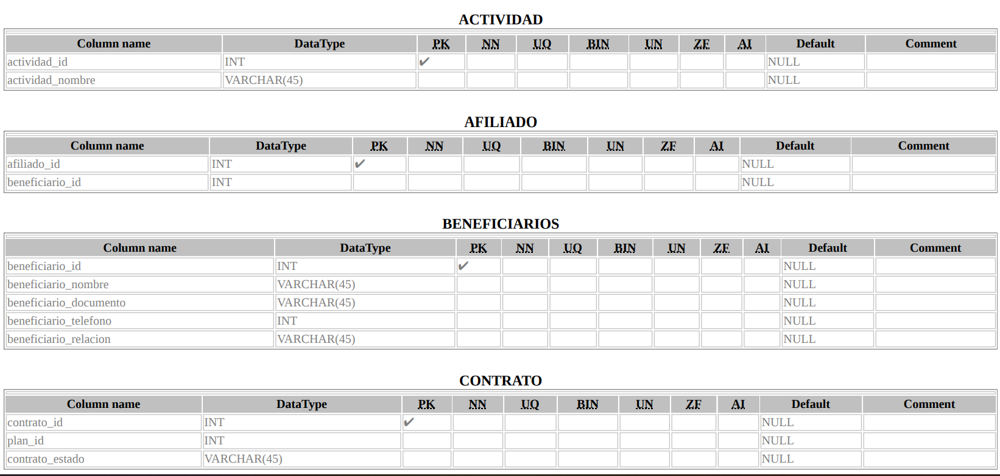 ACTIVIDAD
Column name DataType PK NN UQ BIN UN ZF AI Default Comment
actividad_id INT ✔ NULL
actividad_nombre VARCHAR(45) NULL
AFILIADO
Column name DataType PK NN UQ BIN UN ZF AI Default Comment
afiliado_id INT ✔ NULL
beneficiario_id INT NULL
BENEFICIARIOS
Column name DataType PK NN UQ BIN UN ZF AI Default Comment
beneficiario_id INT ✔ NULL
beneficiario_nombre VARCHAR(45) NULL
beneficiario_documento VARCHAR(45) NULL
beneficiario_telefono INT NULL
beneficiario_relacion VARCHAR(45) NULL
CONTRATO
Column name DataType PK NN UQ BIN UN ZF AI Default Comment
contrato_id INT ✔ NULL
plan_id INT NULL
contrato_estado VARCHAR(45) NULL